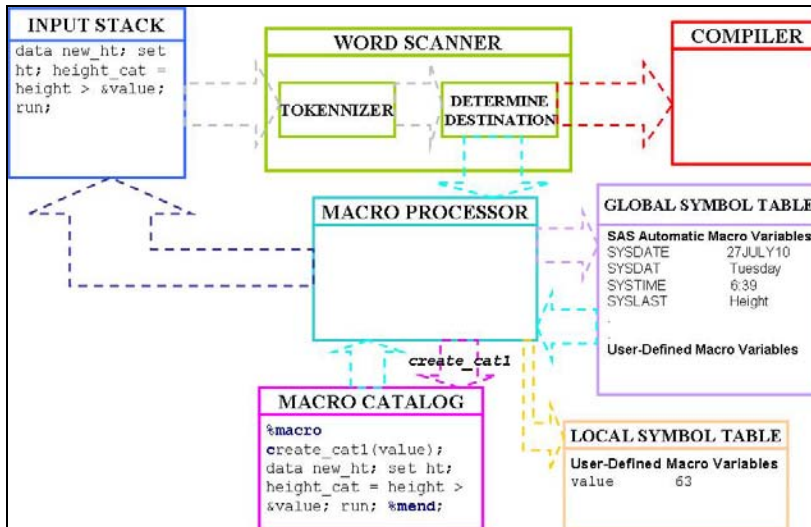 INPUT STACK
data new_ht; set
ht; height_cat =
height > &value;
run;
WORD SCANNER
TOKENNIZER
DETERMINE
DESTINATION
COMPILER
MACRO PROCESSOR
GLOBAL SYMBOL TABLE
SAS Automatic Macro Variables
SYSDATE 27JULY10
SYSDAT Tuesday
SYSTIME 6:39
SYSLAST Height
.
.
User-Defined Macro Variables
create_cat1
MACRO CATALOG
%macro
create_cat1(value);
data new_ht; set ht;
height_cat = height >
&value; run; %mend;
LOCAL SYMBOL TABLE
User-Defined Macro Variables
value 63